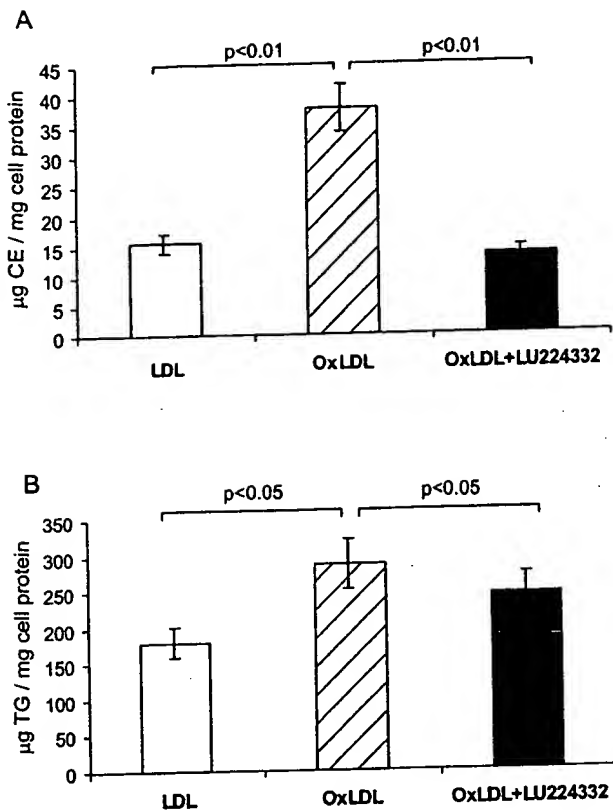 A
p<0.01 p<0.01
µg CE / mg cell protein
45
40
35
30
25
20
15
10
5
0
LDL OxLDL OxLDL+LU224332
B
p<0.05 p<0.05
µg TG / mg cell protein
350
300
250
200
150
100
50
0
LDL OxLDL OxLDL+LU224332